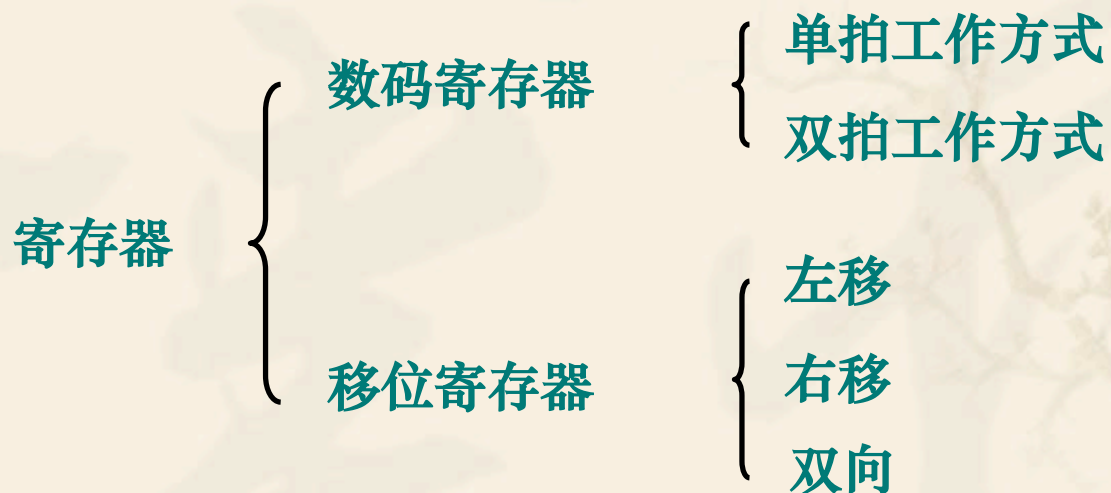 寄存器
数码寄存器
单拍工作方式
双拍工作方式
移位寄存器
左移
右移
双向